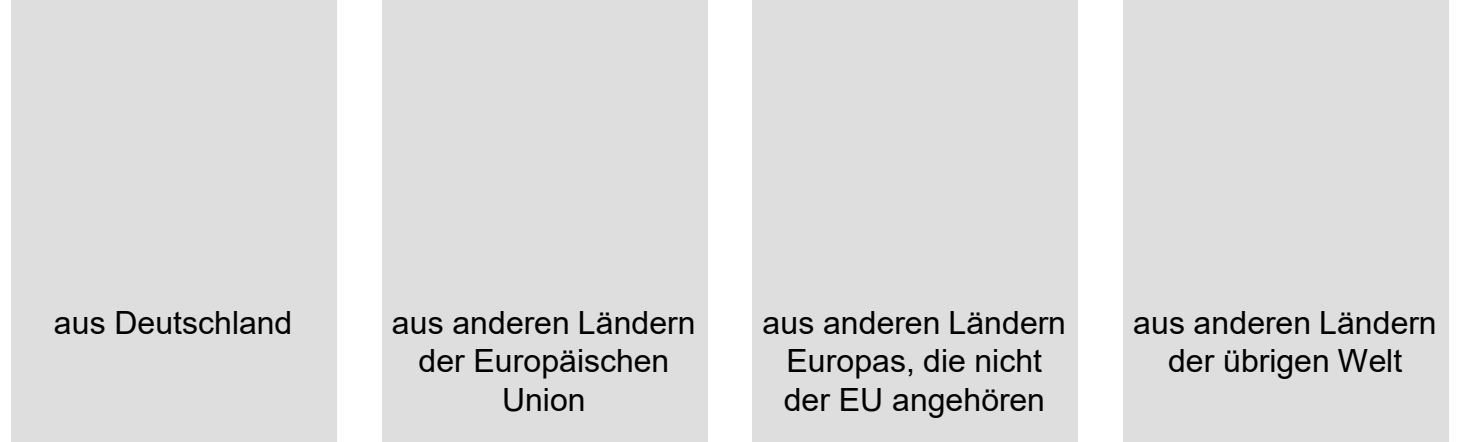 aus Deutschland
aus anderen Ländern
der Europäischen
Union
aus anderen Ländern
Europas, die nicht
der EU angehören
aus anderen Ländern
der übrigen Welt